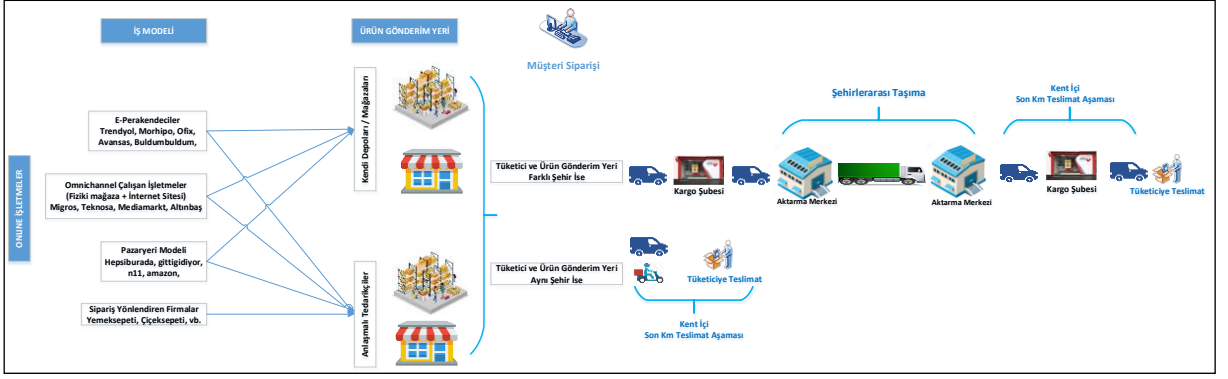 İŞ MODELİ
ÜRÜN GÖNDERİM YERİ
Müşteri Siparişi
ONLINE İŞLETMELER
E-Perakendeciler
Trendyol, Morhipo, Ofix,
Avansas, Buldumbuldum,
Omnichannel Çalışan İşletmeler
(Fiziki mağaza + İnternet Sitesi)
Migros, Teknosa, Mediamarkt, Altınbaş
Pazaryeri Modeli
Hepsiburada, gittigidiyor,
n11, amazon,
Sipariş Yönlendiren Firmalar
Yemeksepeti, Çiçeksepeti, vb.
Kendi Depoları / Mağazaları
Anlaşmalı Tedarikçiler
Tüketici ve Ürün Gönderim Yeri
Farklı Şehir İse
Kargo Şubesi
Şehirlerarası Taşıma
Aktarma Merkezi
Aktarma Merkezi
Kent İçi
Son Km Teslimat Aşaması
Kargo Şubesi
Tüketiciye Teslimat
Tüketici ve Ürün Gönderim Yeri
Aynı Şehir İse
Tüketiciye Teslimat
Kent İçi
Son Km Teslimat Aşaması